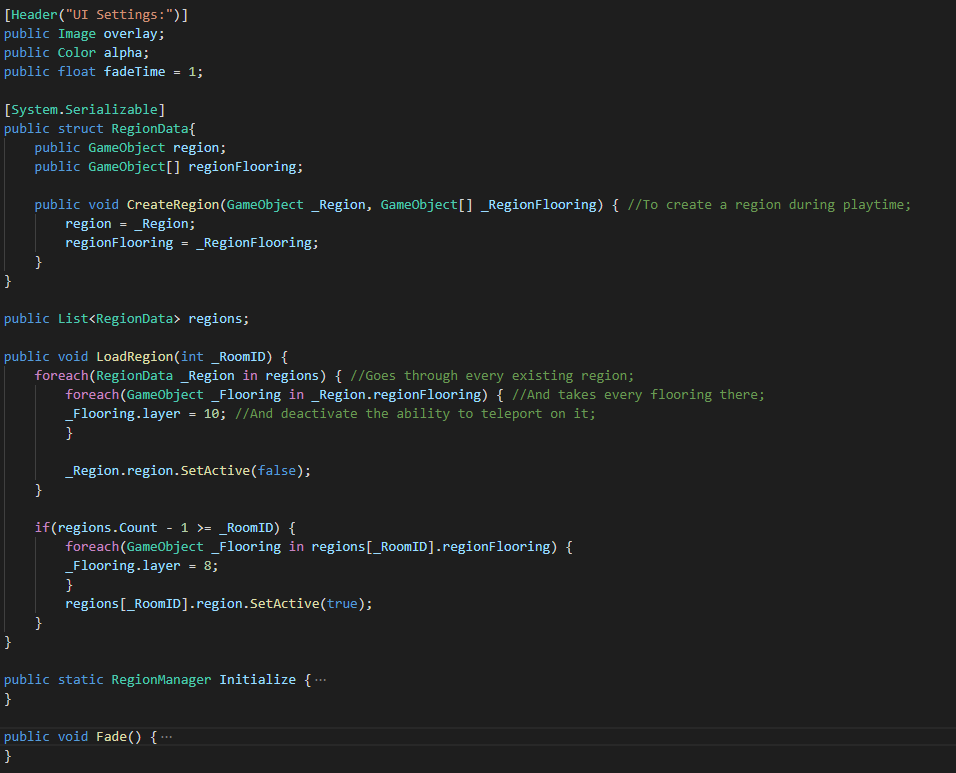 [Header("UI Settings:")]
public Image overlay;
public Color alpha;
public float fadeTime = 1;
[System.Serializable]
public struct RegionData{
public GameObject region;
public GameObject[] regionFlooring;
public void CreateRegion(GameObject _Region, GameObject[] _RegionFlooring) { //To create a region during playtime;
region = _Region;
regionFlooring = _RegionFlooring;
}
}
public List<RegionData> regions;
public void LoadRegion(int _RoomID) {
foreach(RegionData _Region in regions) { //Goes through every existing region;
foreach(GameObject _Flooring in _Region.regionFlooring) { //And takes every flooring there;
_Flooring.layer = 10; //And deactivate the ability to teleport on it;
}
_Region.region.SetActive(false);
}
if(regions.Count - 1 >= _RoomID) {
foreach(GameObject _Flooring in regions[_RoomID].regionFlooring) {
_Flooring.layer = 8;
}
regions[_RoomID].region.SetActive(true);
}
}
public static RegionManager Initialize {⋯
}
public void Fade() {⋯
}